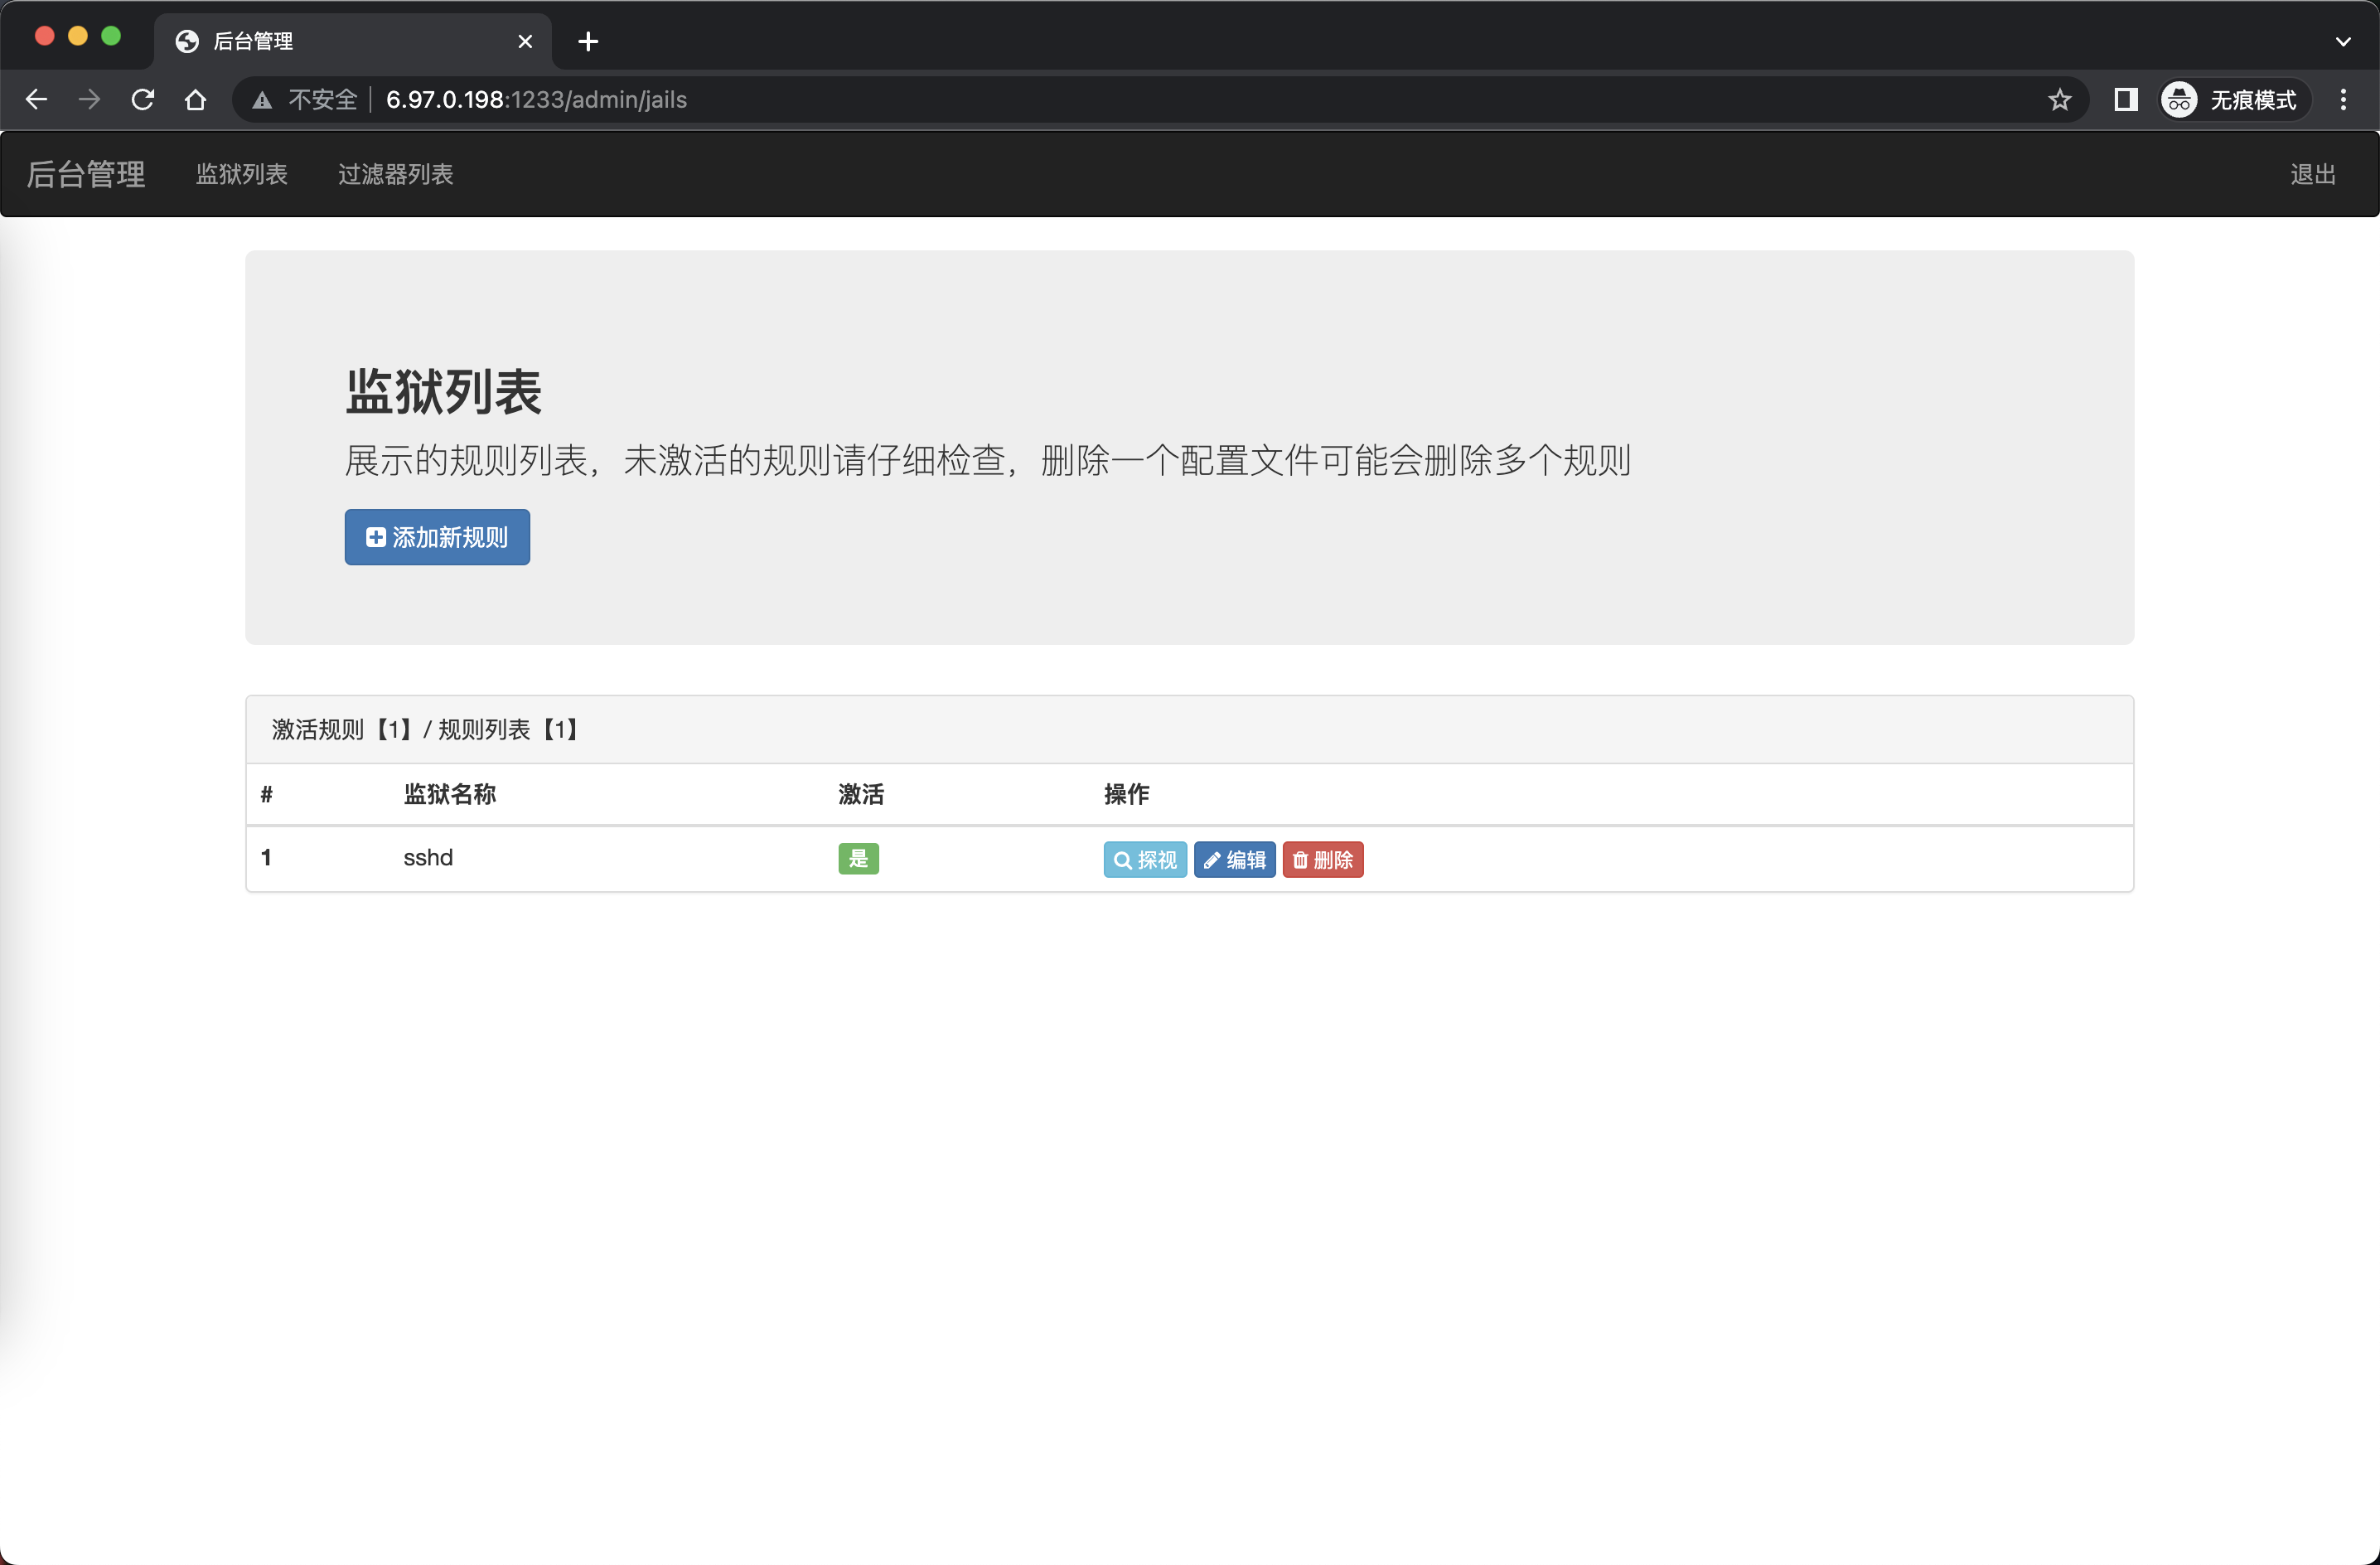 后台管理
不安全 6.97.0.198:1233/admin/jails 无痕模式
后台管理 监狱列表 过滤器列表 退出
监狱列表
展示的规则列表，未激活的规则请仔细检查，删除一个配置文件可能会删除多个规则
添加新规则
激活规则【1】/ 规则列表【1】
# 监狱名称 激活 操作
1 sshd 是 探视 编辑 删除